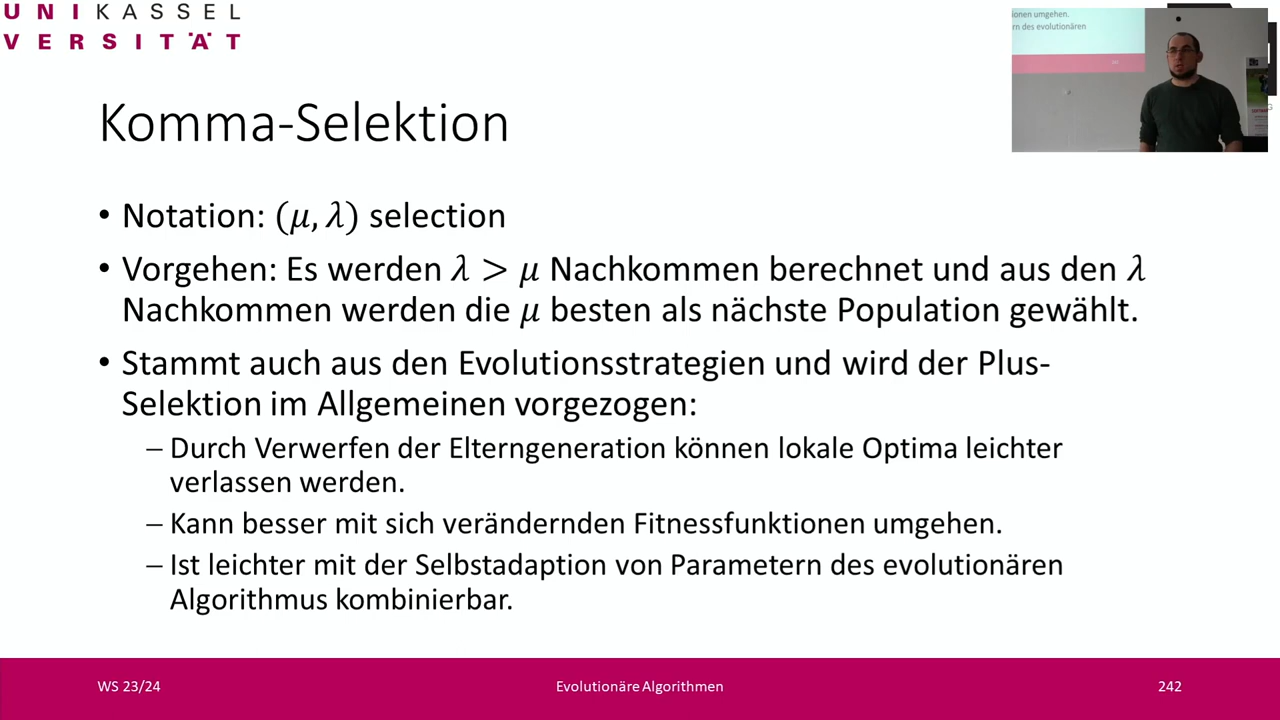 UNIKASSEL
VERSITÄT
ionen umgehen.
rn des evolutionären
Komma-Selektion
• Notation: (μ, λ) selection
• Vorgehen: Es werden λ > μ Nachkommen berechnet und aus den λ
Nachkommen werden die μ besten als nächste Population gewählt.
• Stammt auch aus den Evolutionsstrategien und wird der Plus-
Selektion im Allgemeinen vorgezogen:
– Durch Verwerfen der Elterngeneration können lokale Optima leichter
verlassen werden.
– Kann besser mit sich verändernden Fitnessfunktionen umgehen.
– Ist leichter mit der Selbstadaption von Parametern des evolutionären
Algorithmus kombinierbar.
WS 23/24
Evolutionäre Algorithmen
242